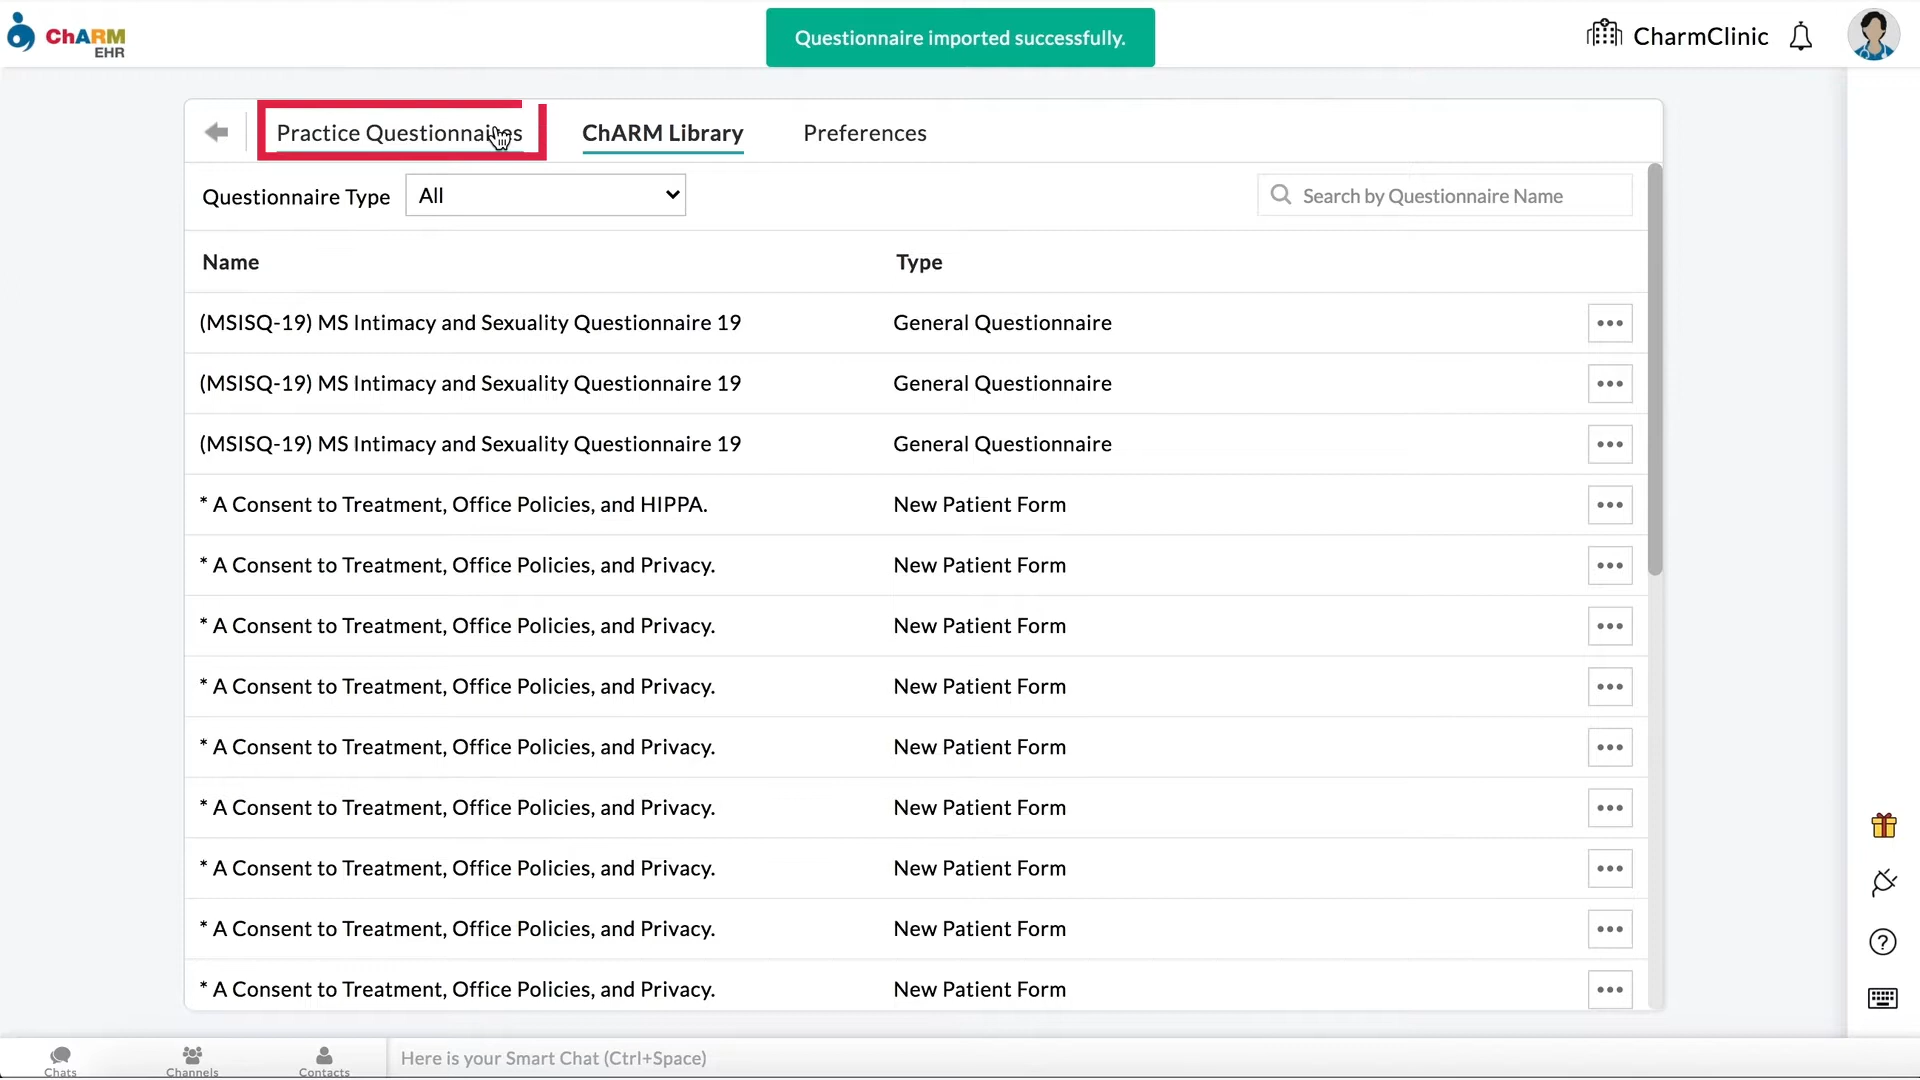 ChARM
EHR
Questionnaire imported successfully.
CharmClinic
Practice Questionnaires
ChARM Library
Preferences
Questionnaire Type
All
Search by Questionnaire Name
Name
Type
(MSISQ-19) MS Intimacy and Sexuality Questionnaire 19
General Questionnaire
(MSISQ-19) MS Intimacy and Sexuality Questionnaire 19
General Questionnaire
(MSISQ-19) MS Intimacy and Sexuality Questionnaire 19
General Questionnaire
* A Consent to Treatment, Office Policies, and HIPPA.
New Patient Form
* A Consent to Treatment, Office Policies, and Privacy.
New Patient Form
* A Consent to Treatment, Office Policies, and Privacy.
New Patient Form
* A Consent to Treatment, Office Policies, and Privacy.
New Patient Form
* A Consent to Treatment, Office Policies, and Privacy.
New Patient Form
* A Consent to Treatment, Office Policies, and Privacy.
New Patient Form
* A Consent to Treatment, Office Policies, and Privacy.
New Patient Form
* A Consent to Treatment, Office Policies, and Privacy.
New Patient Form
* A Consent to Treatment, Office Policies, and Privacy.
New Patient Form
Chats
Channels
Contacts
Here is your Smart Chat (Ctrl+Space)